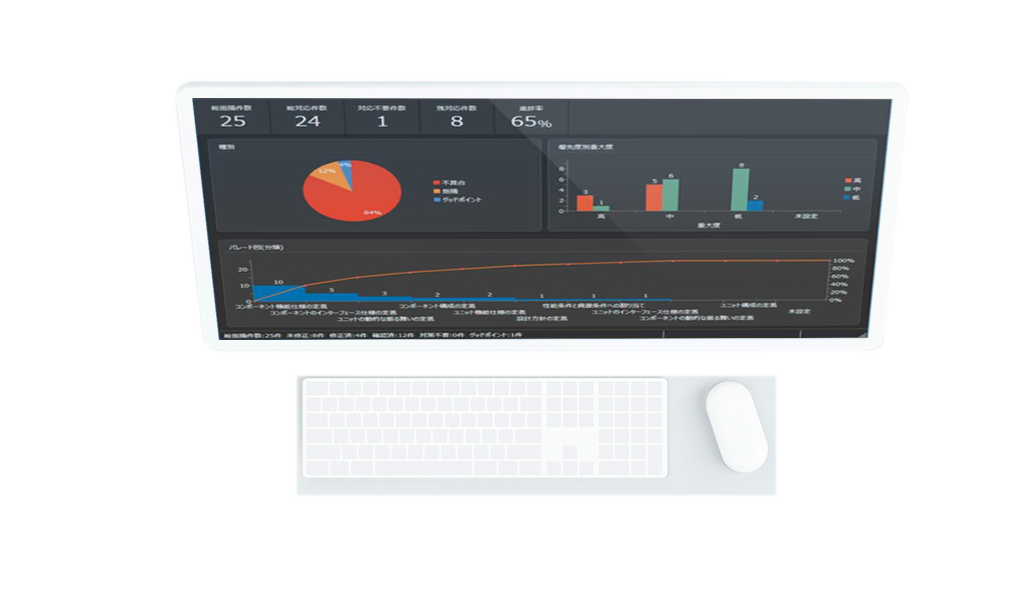 総指摘件数 総対応件数 対応不要件数 残対応件数 進捗率
25 24 1 8 65%
種別
4%
12%
84%
不具合
指摘
グッドポイント
優先度別重大度
8
6
4
2
0
3 1 5 6 8 2
高 中 低 未設定
重大度
高
中
低
パレート図(分類)
20
10
0
10 5 3 2 2 1 1 1
100%
80%
60%
40%
20%
0%
コンポーネント機能仕様の定義 コンポーネント構成の定義 性能条件と資源条件への割り当て ユニット構成の定義
コンポーネントのインターフェース仕様の定義 ユニット機能仕様の定義 ユニットのインターフェース仕様の定義 未設定
ユニットの動的な振る舞いの定義 設計方針の定義 コンポーネントの動的な振る舞いの定義
総指摘件数:25件 未修正:8件 修正済:4件 確認済:12件 対策不要:0件 グッドポイント:1件